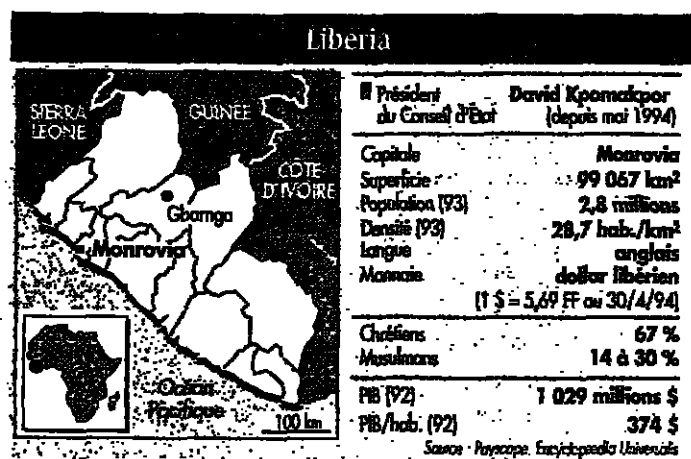 Liberia
SIERRA
LEONE
GUINÉE
CÔTE
D'IVOIRE
Gbarnga
Monrovia
Océan
Pacifique
100 km
Président David Kpomakpor
du Conseil d'État (depuis mai 1994)
Capitale Monrovia
Superficie 99 067 km²
Population (93) 2,8 millions
Densité (93) 28,7 hab./km²
Langue anglais
Monnaie dollar libérien
(1 $ = 5,69 FF au 30/4/94)
Chrétiens 67 %
Musulmans 14 à 30 %
PIB (92) 1 029 millions $
PIB/hab. (92) 374 $
Source : Payscope, Encyclopædia Universalis